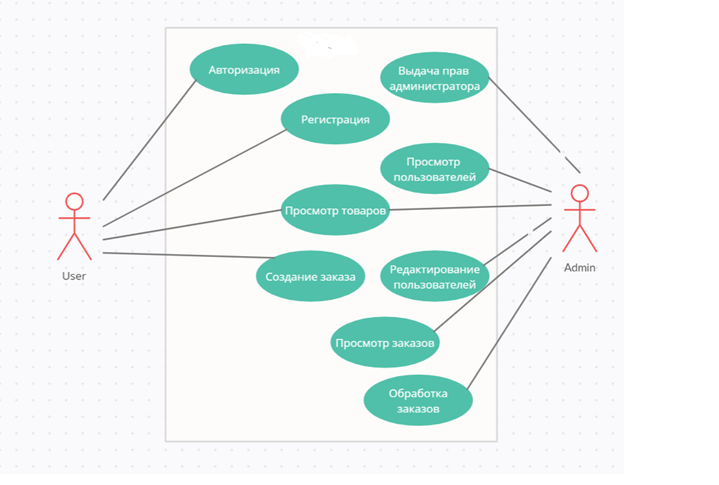 Авторизация
Выдача прав
администратора
Регистрация
Просмотр
пользователей
Просмотр товаров
User
Admin
Создание заказа
Редактирование
пользователей
Просмотр заказов
Обработка
заказов